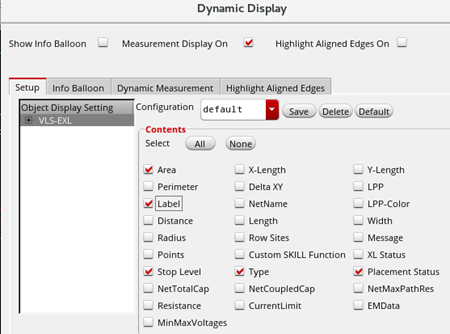 Dynamic Display
Show Info Balloon Measurement Display On Highlight Aligned Edges On
Setup Info Balloon Dynamic Measurement Highlight Aligned Edges
Object Display Setting
VLS-EXL
Configuration default Save Delete Default
Contents
Select All None
Area X-Length Y-Length
Perimeter Delta XY LPP
Label NetName LPP-Color
Distance Length Width
Radius Row Sites Message
Points Custom SKILL Function XL Status
Stop Level Type Placement Status
NetTotalCap NetCoupledCap NetMaxPathRes
Resistance CurrentLimit EMData
MinMaxVoltages